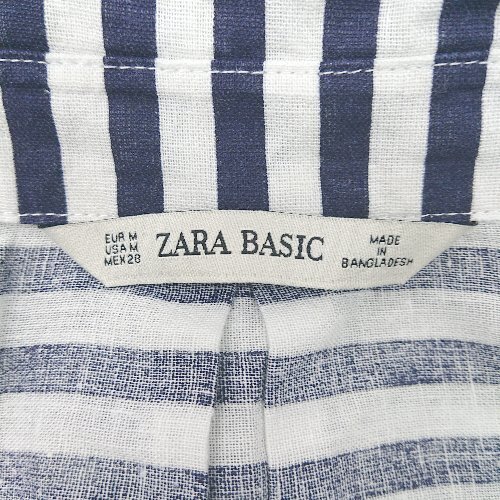 EUR M
USA M
MEX 28
ZARA BASIC
MADE
IN
BANGLADESH